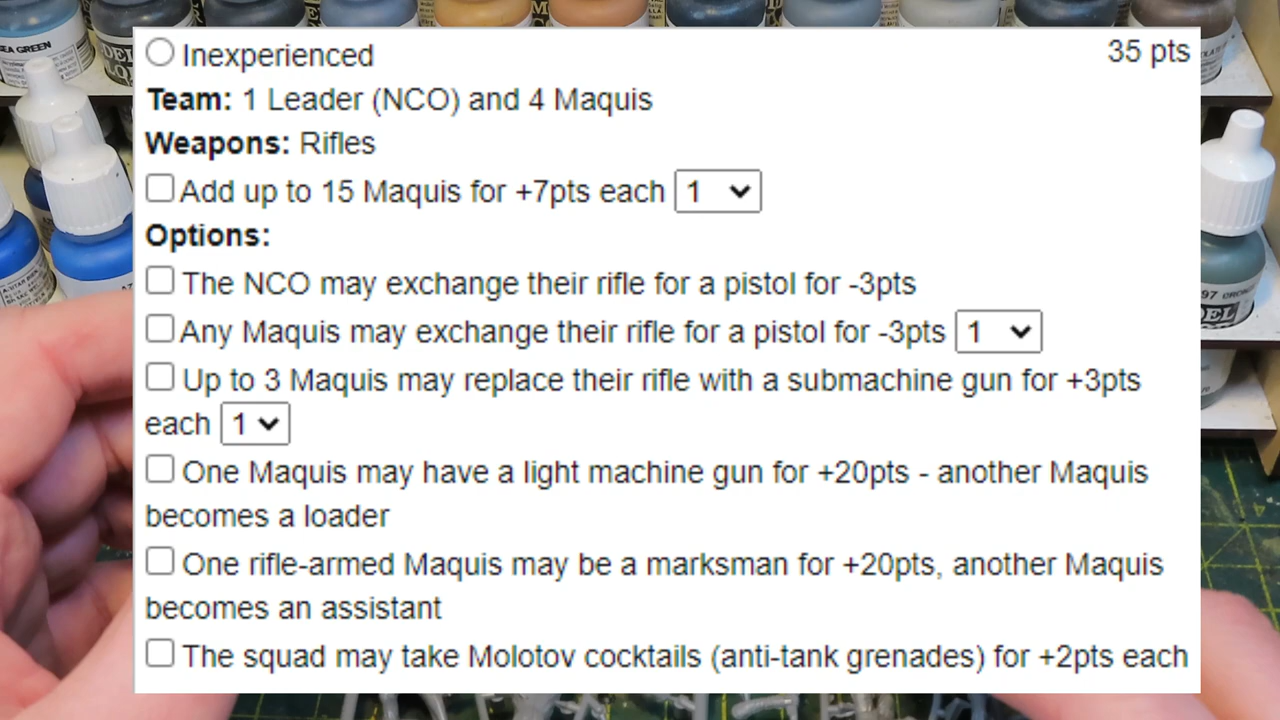 SEA GREEN
Inexperienced 35 pts
Team: 1 Leader (NCO) and 4 Maquis
Weapons: Rifles
Add up to 15 Maquis for +7pts each 1
Options:
The NCO may exchange their rifle for a pistol for -3pts
Any Maquis may exchange their rifle for a pistol for -3pts 1
Up to 3 Maquis may replace their rifle with a submachine gun for +3pts
each 1
One Maquis may have a light machine gun for +20pts - another Maquis
becomes a loader
One rifle-armed Maquis may be a marksman for +20pts, another Maquis
becomes an assistant
The squad may take Molotov cocktails (anti-tank grenades) for +2pts each